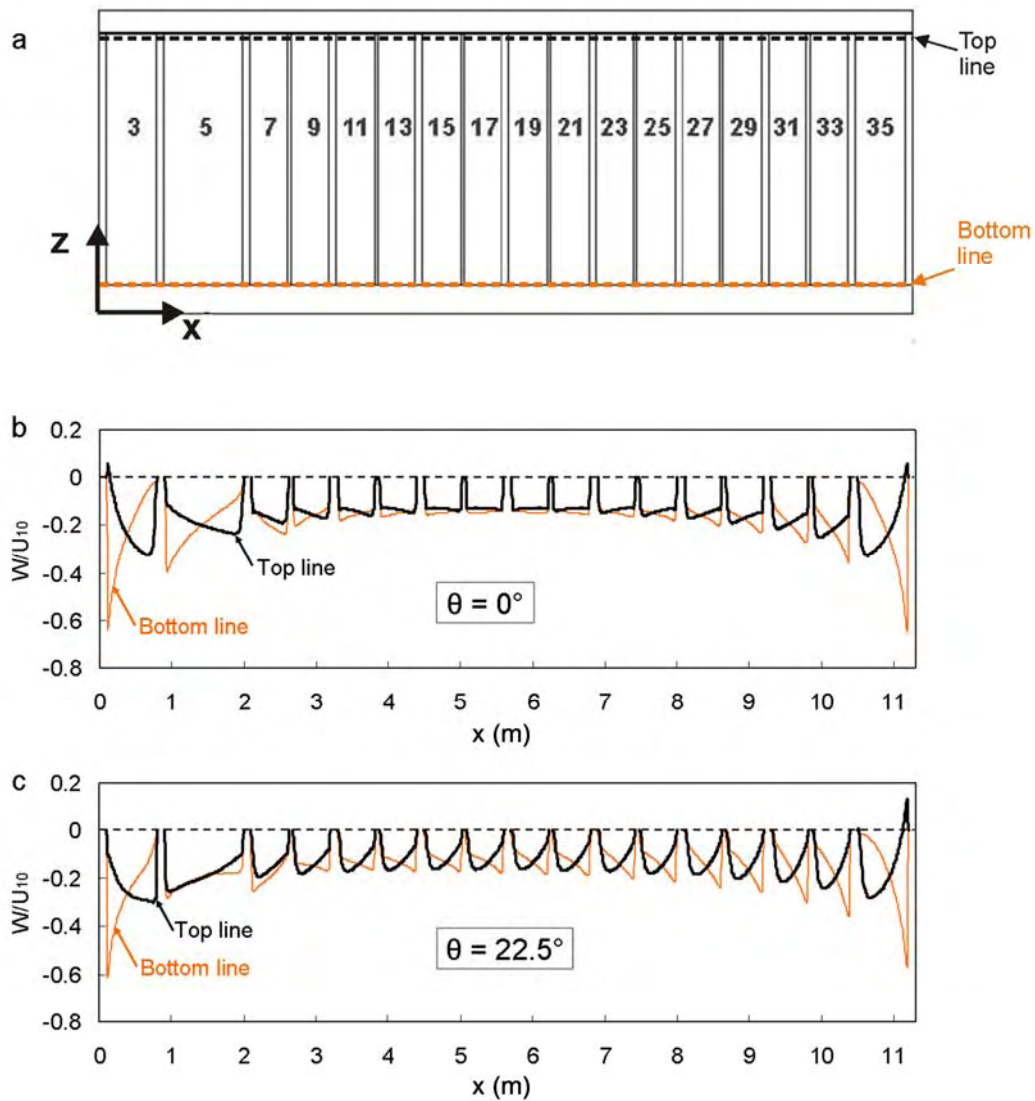 a
Top
line
3 5 7 9 11 13 15 17 19 21 23 25 27 29 31 33 35
Z
Bottom
line
X
b
0.2
0
-0.2
-0.4
-0.6
-0.8
W/U10
Top line
Bottom line
θ = 0°
0 1 2 3 4 5 6 7 8 9 10 11
x (m)
c
0.2
0
-0.2
-0.4
-0.6
-0.8
W/U10
Top line
Bottom line
θ = 22.5°
0 1 2 3 4 5 6 7 8 9 10 11
x (m)